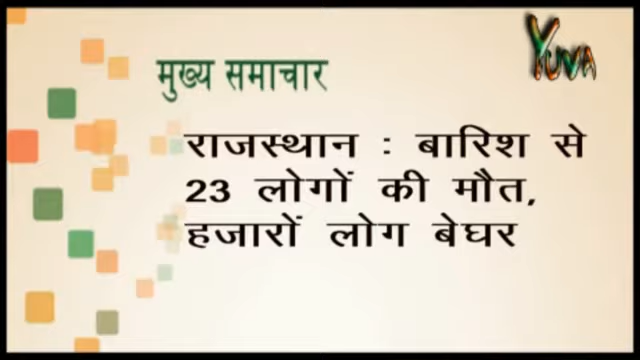 YUVA
मुख्य समाचार
राजस्थान : बारिश से
23 लोगों की मौत,
हजारों लोग बेघर